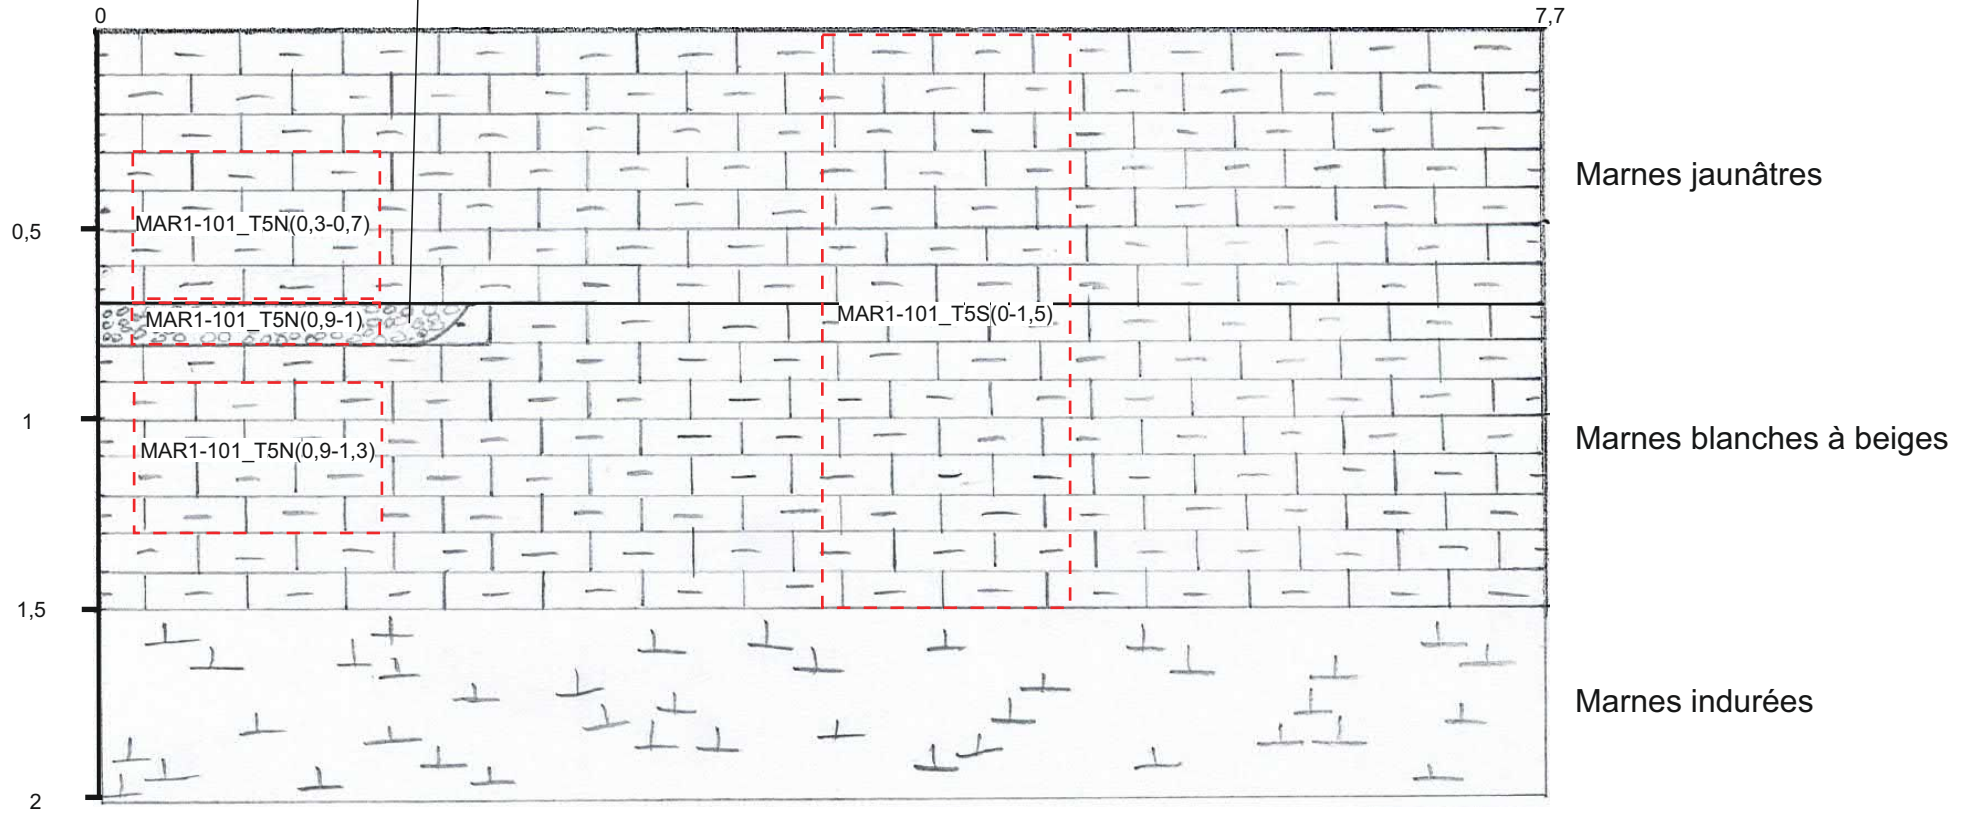 0
7,7
Marnes jaunâtres
MAR1-101_T5N(0,3-0,7)
0,5
MAR1-101_T5N(0,9-1)
MAR1-101_T5S(0-1,5)
1
Marnes blanches à beiges
MAR1-101_T5N(0,9-1,3)
1,5
Marnes indurées
2